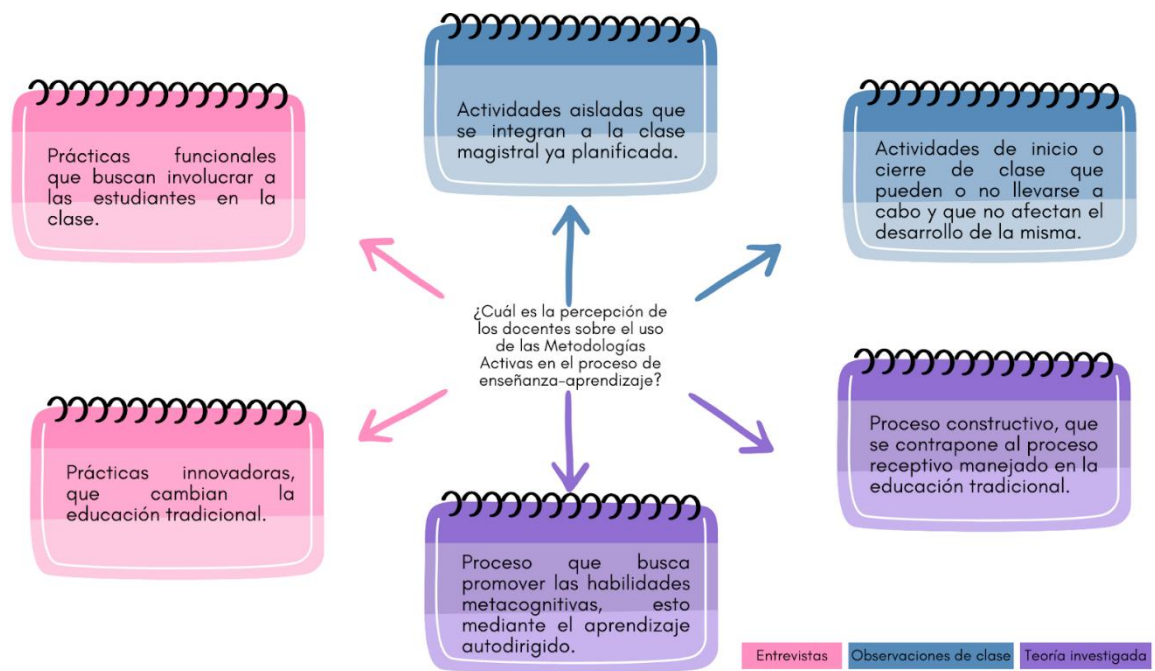 Actividades aisladas que
se integran a la clase
magistral ya planificada.
Prácticas funcionales
que buscan involucrar a
las estudiantes en la
clase.
Actividades de inicio o
cierre de clase que
pueden o no llevarse a
cabo y que no afectan el
desarrollo de la misma.
¿Cuál es la percepción de
los docentes sobre el uso
de las Metodologías
Activas en el proceso de
enseñanza-aprendizaje?
Prácticas innovadoras,
que cambian la
educación tradicional.
Proceso constructivo, que
se contrapone al proceso
receptivo manejado en la
educación tradicional.
Proceso que busca
promover las habilidades
metacognitivas, esto
mediante el aprendizaje
autodirigido.
Entrevistas
Observaciones de clase
Teoría investigada